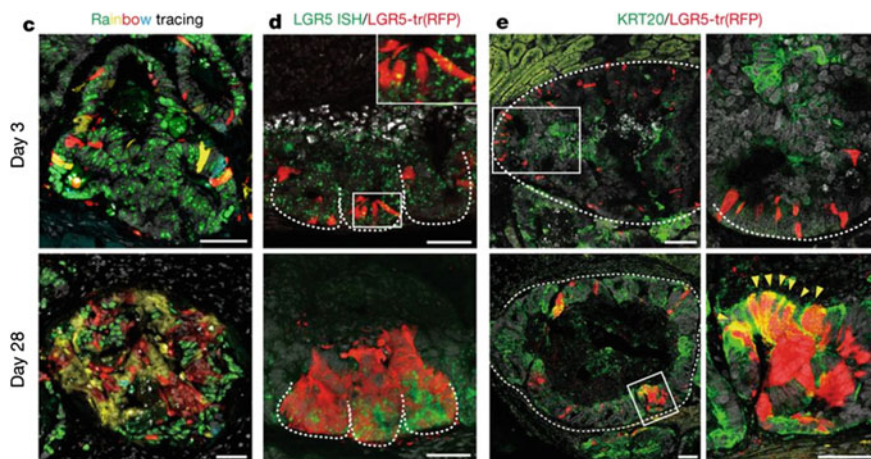 c Rainbow tracing d LGR5 ISH/LGR5-tr(RFP) e KRT20/LGR5-tr(RFP)
Day 3
Day 28